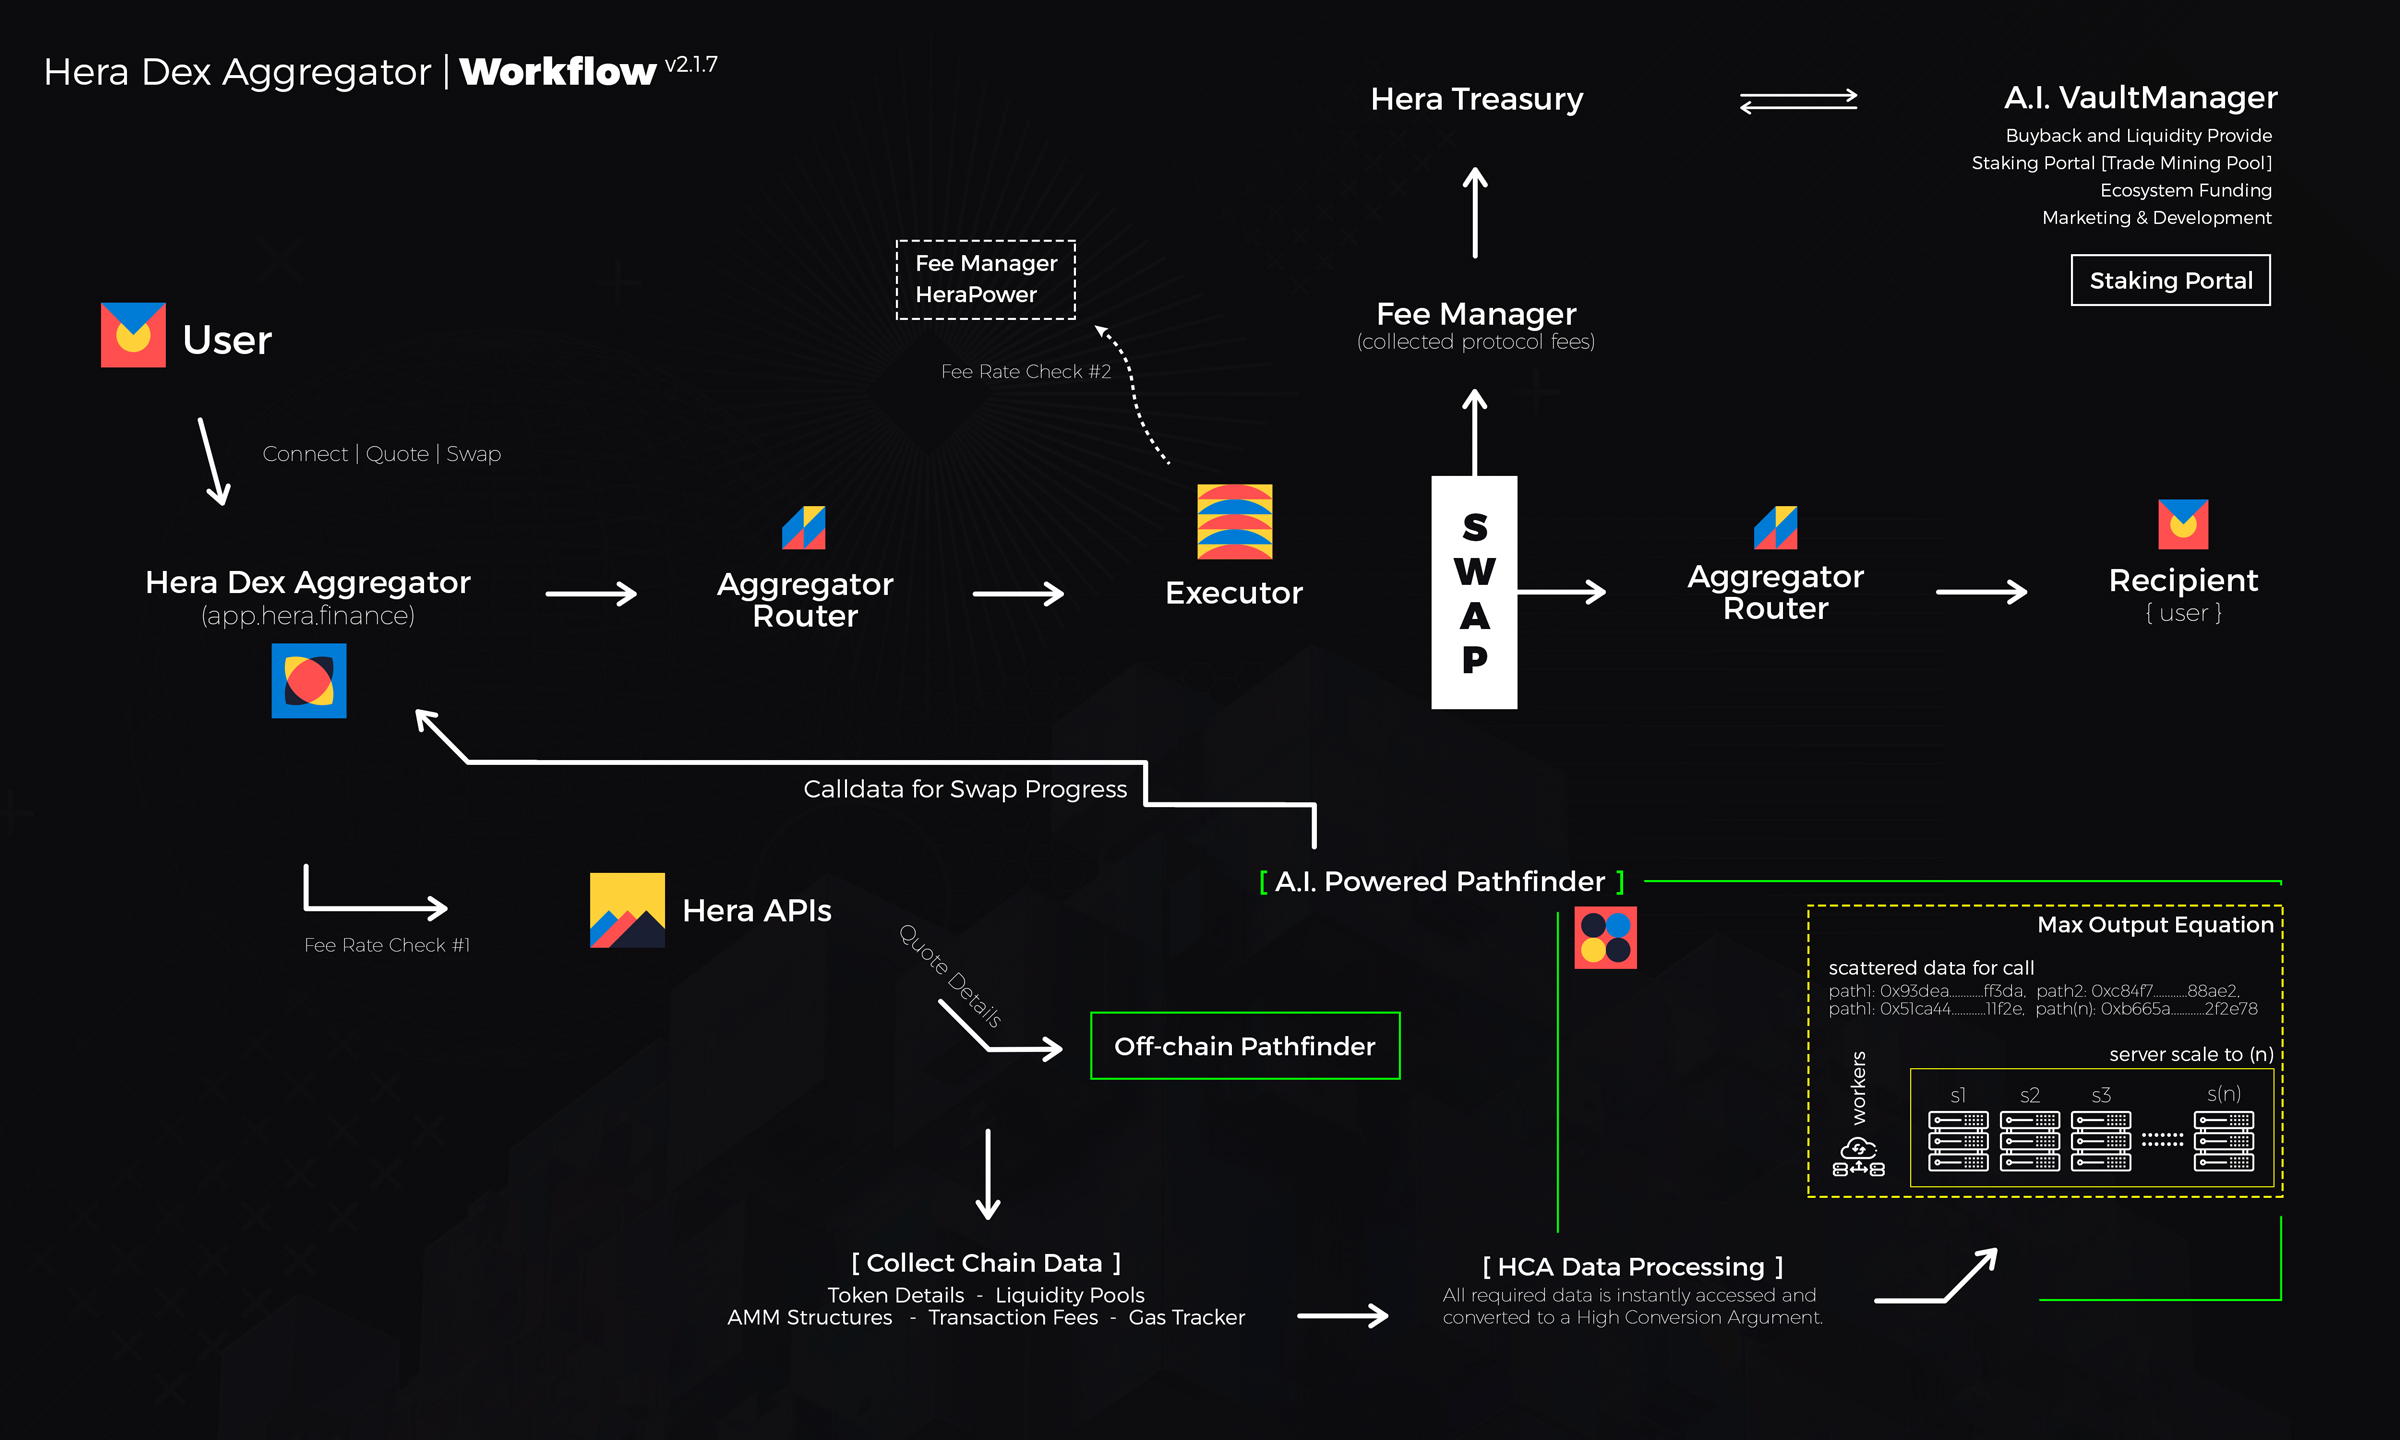 Hera Dex Aggregator | Workflow v2.1.7
Hera Treasury
A.I. VaultManager
Buyback and Liquidity Provide
Staking Portal [Trade Mining Pool]
Ecosystem Funding
Marketing & Development
Staking Portal
Fee Manager
HeraPower
Fee Rate Check #2
Fee Manager
(collected protocol fees)
User
Connect | Quote | Swap
Hera Dex Aggregator
(app.hera.finance)
Aggregator
Router
Executor
SWAP
Aggregator
Router
Recipient
{ user }
Calldata for Swap Progress
Fee Rate Check #1
Hera APIs
Quote Details
Off-chain Pathfinder
[ A.I. Powered Pathfinder ]
Max Output Equation
scattered data for call
path1: 0x93dea...........ff3da, path2: 0xc84f7...........88ae2,
path1: 0x51ca44...........11f2e, path(n): 0xb665a...........2f2e78
server scale to (n)
workers
s1 s2 s3 s(n)
[ Collect Chain Data ]
Token Details - Liquidity Pools
AMM Structures - Transaction Fees - Gas Tracker
[ HCA Data Processing ]
All required data is instantly accessed and
converted to a High Conversion Argument.